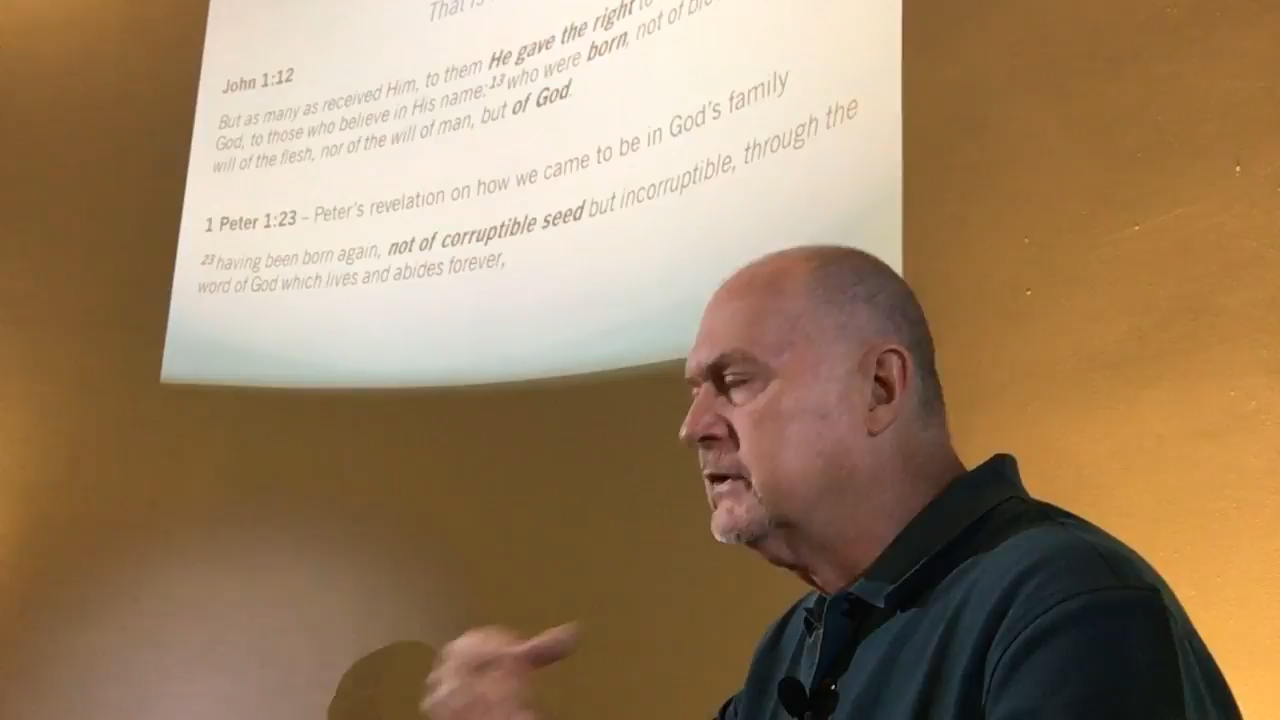 That is
John 1:12
But as many as received Him, to them He gave the right
God, to those who believe in His name: 13 who were born, not of
will of the flesh, nor of the will of man, but of God.
1 Peter 1:23 – Peter's revelation on how we came to be in God's family
23 having been born again, not of corruptible seed but incorruptible, through the
word of God which lives and abides forever,